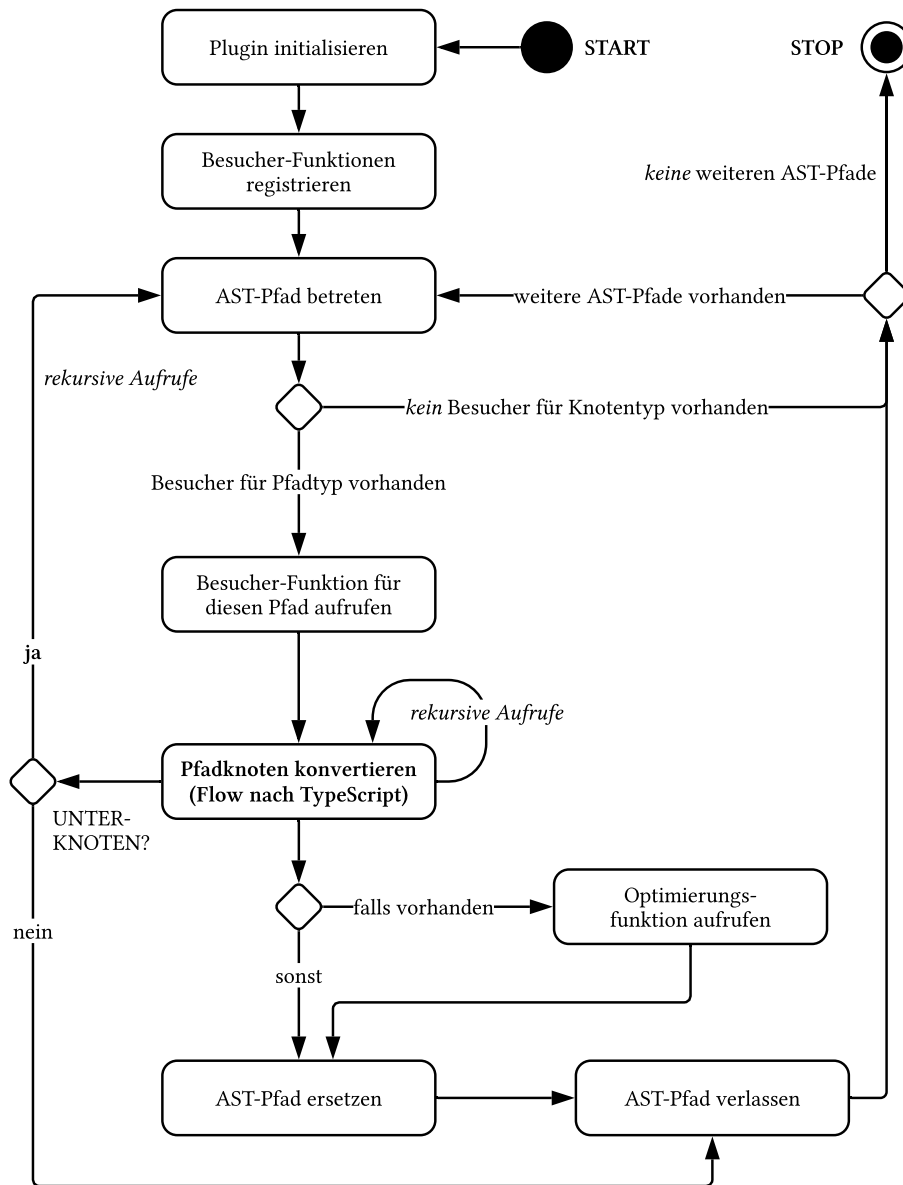 Plugin initialisieren
START
STOP
Besucher-Funktionen
registrieren
keine weiteren AST-Pfade
AST-Pfad betreten
weitere AST-Pfade vorhanden
rekursive Aufrufe
kein Besucher für Knotentyp vorhanden
Besucher für Pfadtyp vorhanden
Besucher-Funktion für
diesen Pfad aufrufen
ja
rekursive Aufrufe
Pfadknoten konvertieren
(Flow nach TypeScript)
UNTER-
KNOTEN?
falls vorhanden
Optimierungs-
funktion aufrufen
nein
sonst
AST-Pfad ersetzen
AST-Pfad verlassen